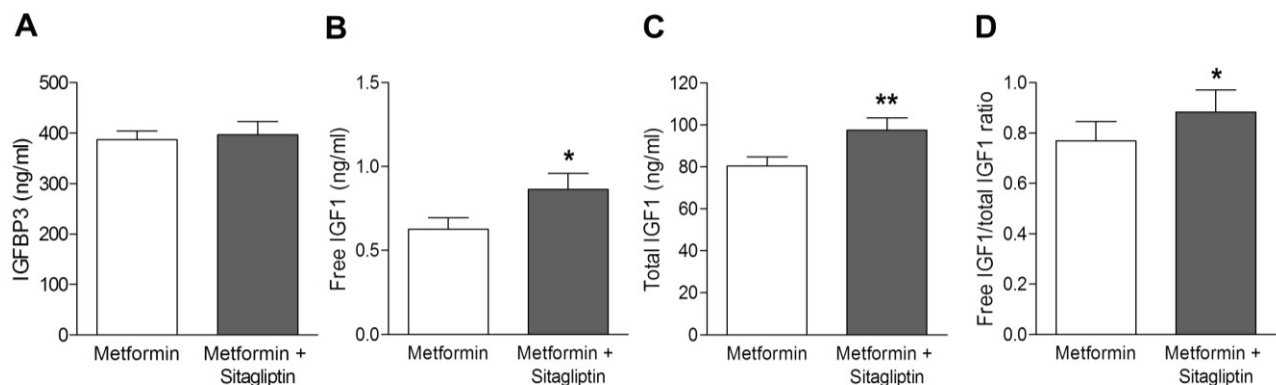 A
IGFBP3 (ng/ml)
500
400
300
200
100
0
Metformin
Metformin +
Sitagliptin
B
Free IGF1 (ng/ml)
1.5
1.0
0.5
0.0
*
Metformin
Metformin +
Sitagliptin
C
Total IGF1 (ng/ml)
120
100
80
60
40
20
0
**
Metformin
Metformin +
Sitagliptin
D
Free IGF1/total IGF1 ratio
1.0
0.8
0.6
0.4
0.2
0.0
*
Metformin
Metformin +
Sitagliptin